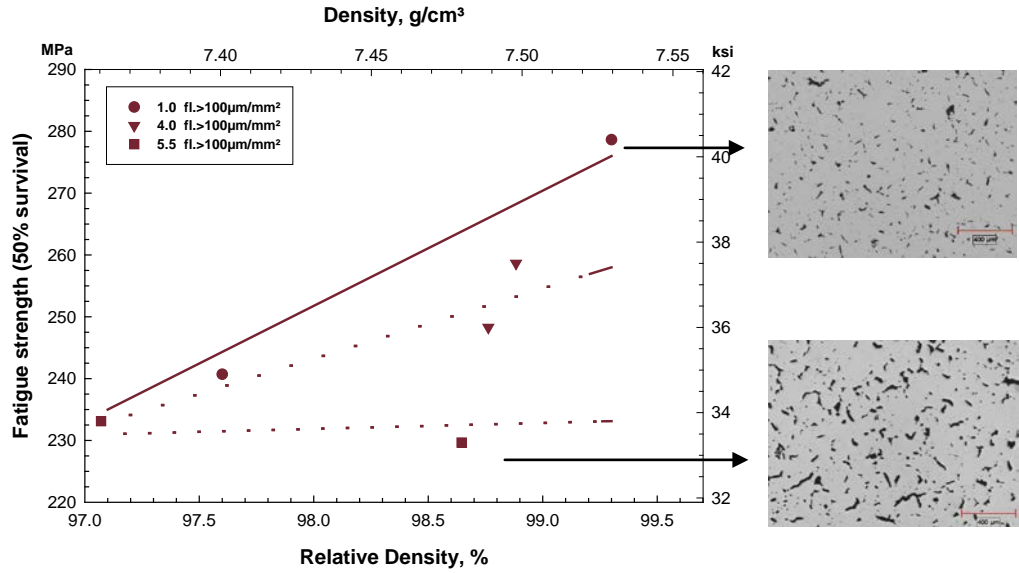 Density, g/cm³
MPa
7.40
7.45
7.50
7.55
ksi
290
280
270
260
250
240
230
220
Fatigue strength (50% survival)
1.0 fl.>100µm/mm²
4.0 fl.>100µm/mm²
5.5 fl.>100µm/mm²
42
40
38
36
34
32
97.0
97.5
98.0
98.5
99.0
99.5
Relative Density, %
400 µm
400 µm